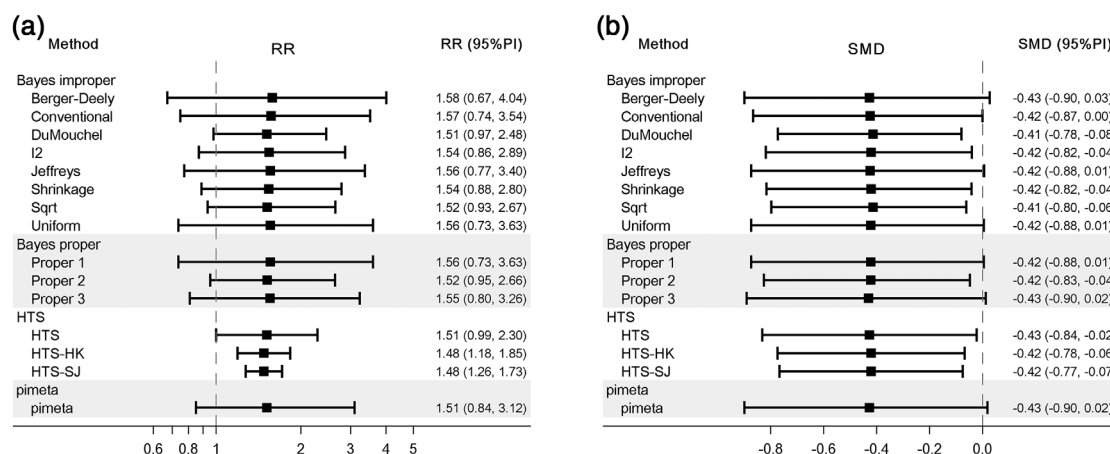 (a)
Method RR RR (95%PI)
Bayes improper
Berger-Deely 1.58 (0.67, 4.04)
Conventional 1.57 (0.74, 3.54)
DuMouchel 1.51 (0.97, 2.48)
I2 1.54 (0.86, 2.89)
Jeffreys 1.56 (0.77, 3.40)
Shrinkage 1.54 (0.88, 2.80)
Sqrt 1.52 (0.93, 2.67)
Uniform 1.56 (0.73, 3.63)
Bayes proper
Proper 1 1.56 (0.73, 3.63)
Proper 2 1.52 (0.95, 2.66)
Proper 3 1.55 (0.80, 3.26)
HTS
HTS 1.51 (0.99, 2.30)
HTS-HK 1.48 (1.18, 1.85)
HTS-SJ 1.48 (1.26, 1.73)
pimeta
pimeta 1.51 (0.84, 3.12)
0.6 0.8 1 2 3 4 5
(b)
Method SMD SMD (95%PI)
Bayes improper
Berger-Deely -0.43 (-0.90, 0.03)
Conventional -0.42 (-0.87, 0.00)
DuMouchel -0.41 (-0.78, -0.08
I2 -0.42 (-0.82, -0.04
Jeffreys -0.42 (-0.88, 0.01)
Shrinkage -0.42 (-0.82, -0.04
Sqrt -0.41 (-0.80, -0.06
Uniform -0.42 (-0.88, 0.01)
Bayes proper
Proper 1 -0.42 (-0.88, 0.01)
Proper 2 -0.42 (-0.83, -0.04
Proper 3 -0.43 (-0.90, 0.02)
HTS
HTS -0.43 (-0.84, -0.02
HTS-HK -0.42 (-0.78, -0.06
HTS-SJ -0.42 (-0.77, -0.07
pimeta
pimeta -0.43 (-0.90, 0.02)
-0.8 -0.6 -0.4 -0.2 0.0